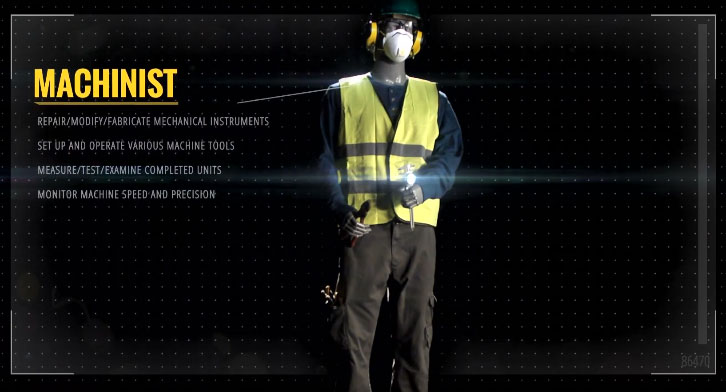 MACHINIST
REPAIR/MODIFY/FABRICATE MECHANICAL INSTRUMENTS
SET UP AND OPERATE VARIOUS MACHINE TOOLS
MEASURE/TEST/EXAMINE COMPLETED UNITS
MONITOR MACHINE SPEED AND PRECISION